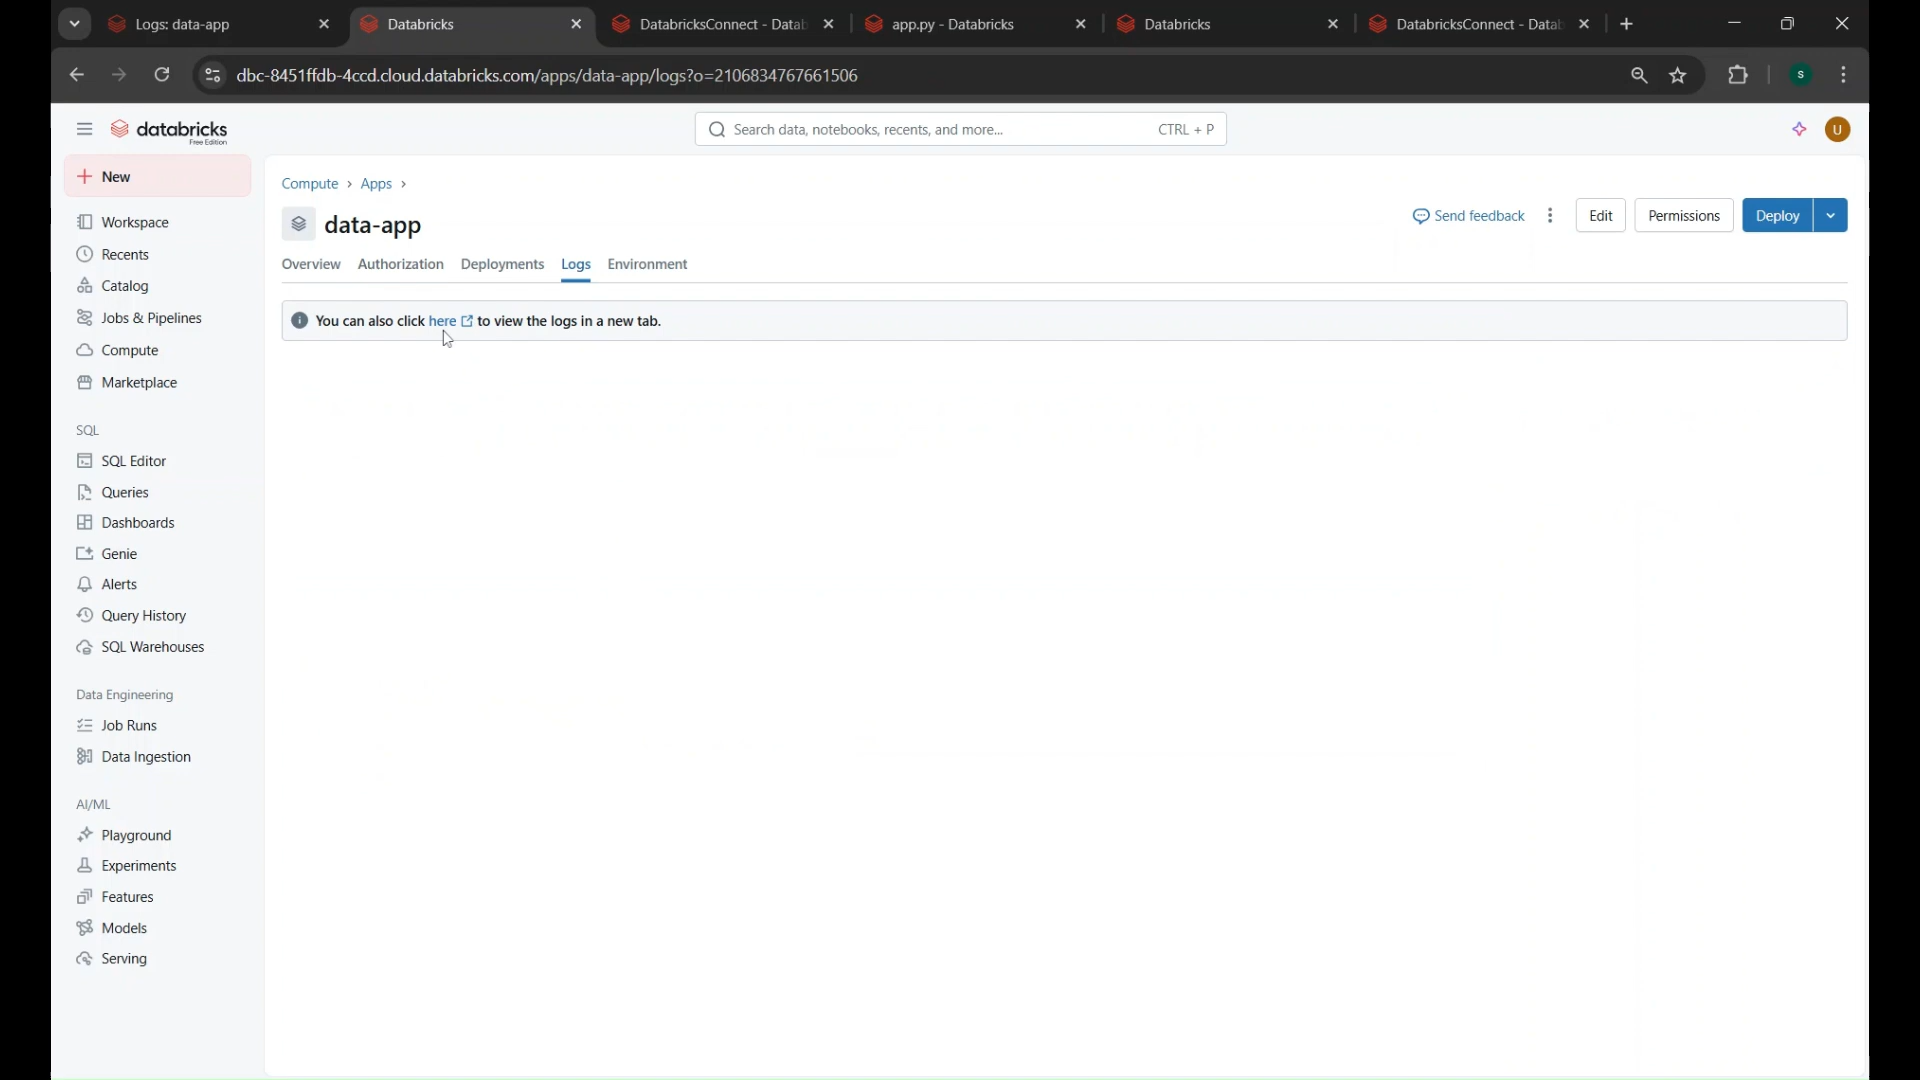 Logs: data-app
Databricks
DatabricksConnect - Datab
app.py - Databricks
Databricks
DatabricksConnect - Datab
dbc-8451ffdb-4ccd.cloud.databricks.com/apps/data-app/logs?o=2106834767661506
s
databricks
Free Edition
Search data, notebooks, recents, and more...
CTRL + P
U
New
Workspace
Recents
Catalog
Jobs & Pipelines
Compute
Marketplace
SQL
SQL Editor
Queries
Dashboards
Genie
Alerts
Query History
SQL Warehouses
Data Engineering
Job Runs
Data Ingestion
AI/ML
Playground
Experiments
Features
Models
Serving
Compute › Apps ›
data-app
Send feedback
Edit
Permissions
Deploy
Overview Authorization Deployments Logs Environment
You can also click here to view the logs in a new tab.